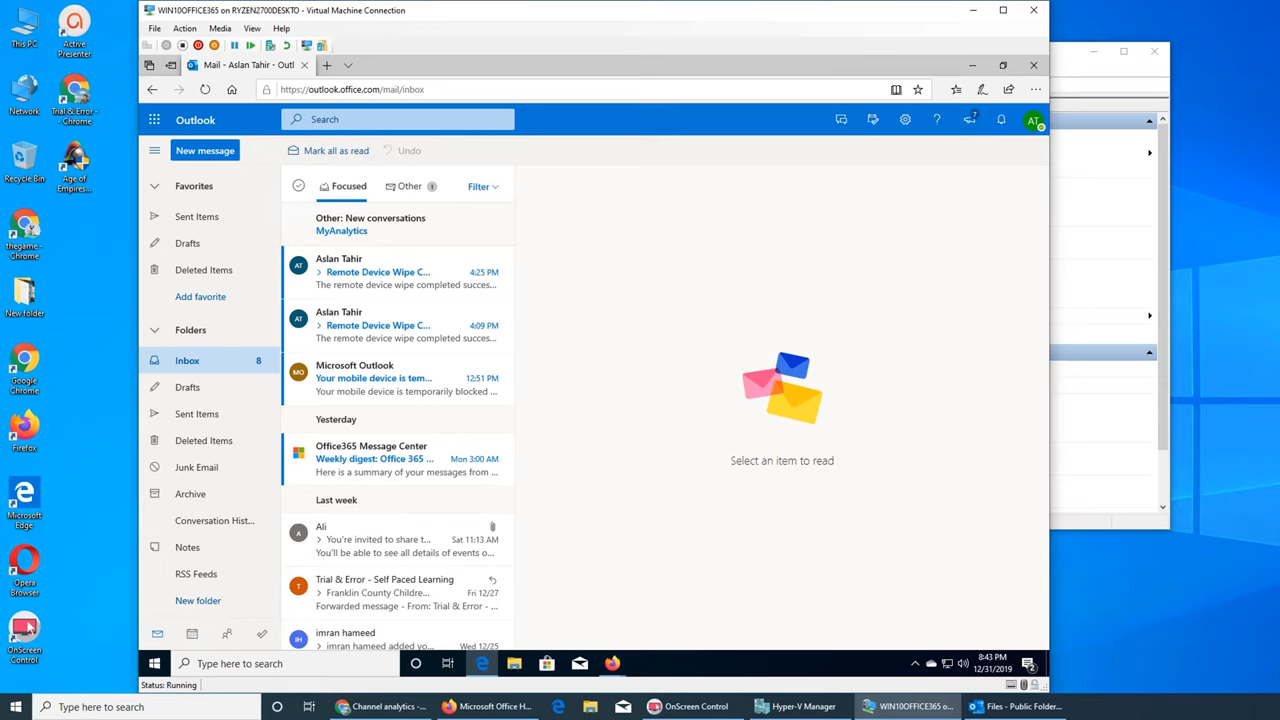 WIN10OFFICE365 on RYZEN2700DESKTO - Virtual Machine Connection
File Action Media View Help
Mail - Aslan Tahir - Outl
https://outlook.office.com/mail/inbox
Outlook
Search
7
AT
New message
Mark all as read
Undo
Favorites
Sent Items
Drafts
Deleted Items
Add favorite
Folders
Inbox 8
Drafts
Sent Items
Deleted Items
Junk Email
Archive
Conversation Hist...
Notes
RSS Feeds
New folder
Focused
Other 1
Filter
Other: New conversations
MyAnalytics
AT
Aslan Tahir
Remote Device Wipe C... 4:25 PM
The remote device wipe completed succes...
AT
Aslan Tahir
Remote Device Wipe C... 4:09 PM
The remote device wipe completed succes...
MO
Microsoft Outlook
Your mobile device is tem... 12:51 PM
Your mobile device is temporarily blocked ...
Yesterday
Office365 Message Center
Weekly digest: Office 365 ... Mon 3:00 AM
Here is a summary of your messages from ...
Last week
A
Ali
You're invited to share t... Sat 11:13 AM
You'll be able to see all details of events o...
T
Trial & Error - Self Paced Learning
Franklin County Childre... Fri 12/27
Forwarded message - From: Trial & Error - ...
IH
imran hameed
imran hameed added yo... Wed 12/25
Select an item to read
Type here to search
8:43 PM
12/31/2019
2
Status: Running
This PC
Active
Presenter
Network
Trial & Error
- Chrome
Recycle Bin
Age of
Empires...
thegame -
Chrome
New folder
Google
Chrome
Firefox
Microsoft
Edge
Opera
Browser
OnScreen
Control
Type here to search
Channel analytics -...
Microsoft Office H...
OnScreen Control
Hyper-V Manager
WIN10OFFICE365 o...
Files - Public Folder...